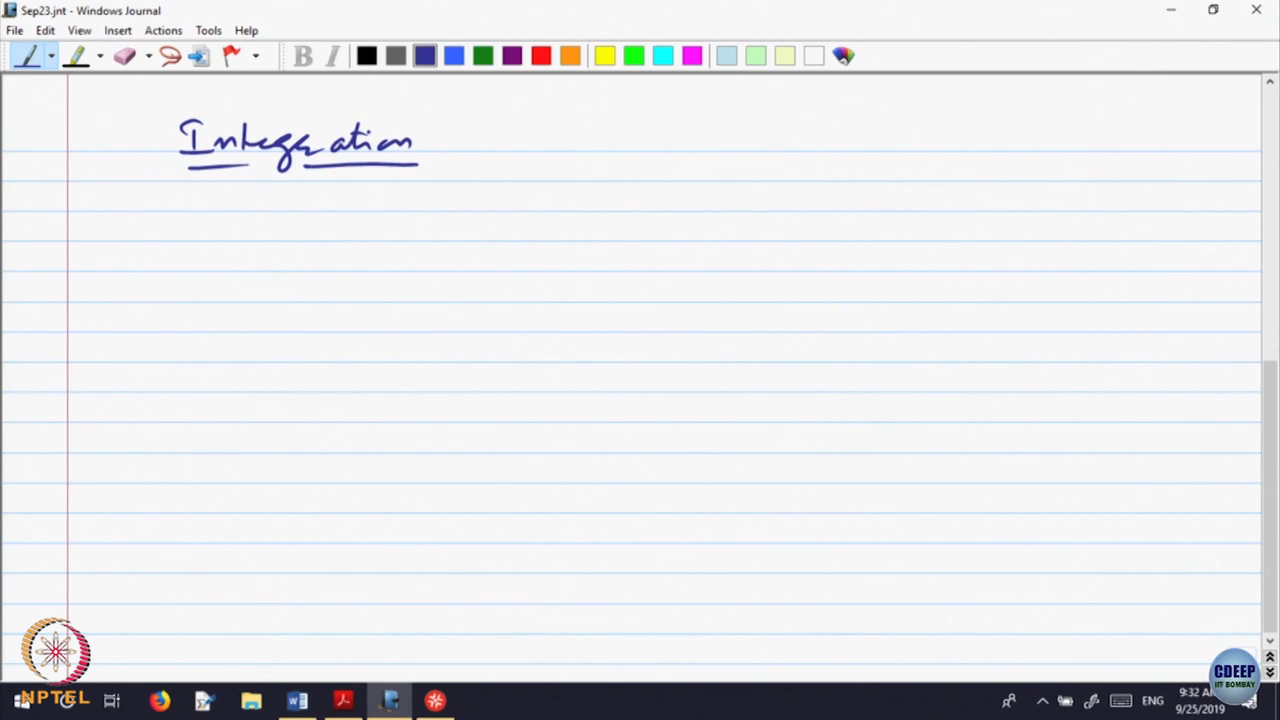 Sep23.jnt - Windows Journal
File Edit View Insert Actions Tools Help
B I
Integration
NPTEL
CDEEP
IIT BOMBAY
ENG
9:32 AM
9/25/2019